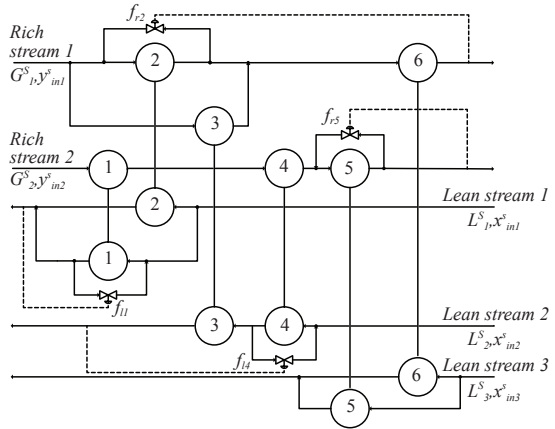 f_r2
Rich
stream 1
G^S_1,y^s_in1
2
6
3
f_r5
Rich
stream 2
G^S_2,y^s_in2
1
4
5
2
Lean stream 1
L^S_1,x^s_in1
1
f_l1
3
4
Lean stream 2
L^S_2,x^s_in2
f_l4
Lean stream 3
L^S_3,x^s_in3
6
5